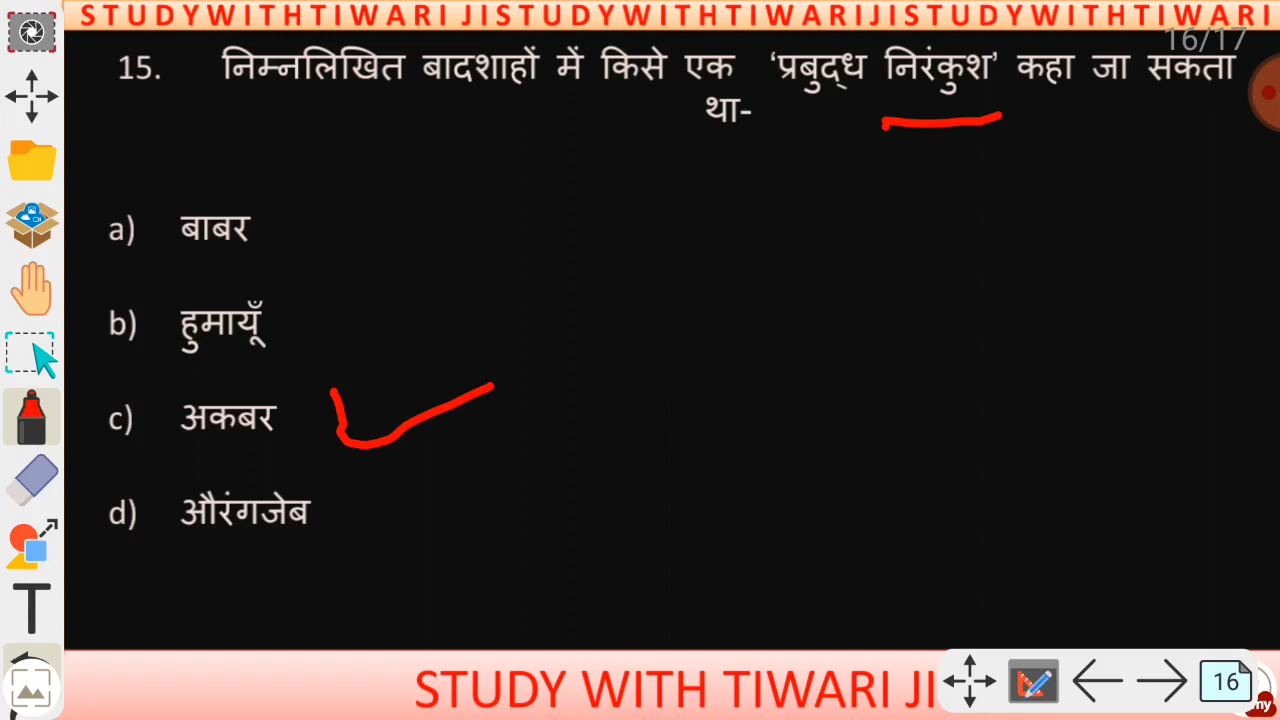 STUDYWITHTIWARIJISTUDYWITHTIWARIJISTUDYWITHTIWARI
16/17
15. निम्नलिखित बादशाहों में किसे एक 'प्रबुद्ध निरंकुश' कहा जा सकता
था-
a) बाबर
b) हुमायूँ
c) अकबर
d) औरंगजेब
T
STUDY WITH TIWARI JI
16
my